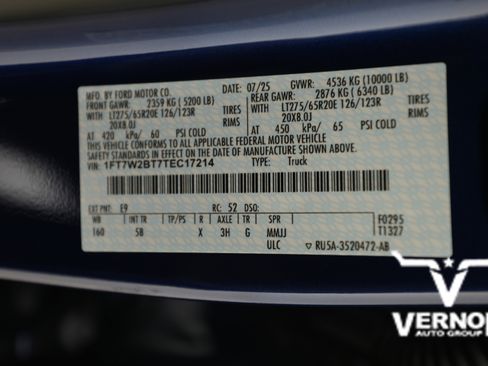 MFD. BY FORD MOTOR CO. DATE: 07/25 GVWR: 4536 KG (10000 LB)
FRONT GAWR: 2359 KG (5200 LB) REAR GAWR: 2876 KG (6340 LB)
LT275/65R20E 126/123R TIRES LT275/65R20E 126/123R TIRES
20X8.0J RIMS 20X8.0J RIMS
AT 420 kPa/ 60 PSI COLD AT 450 kPa/ 65 PSI COLD
THIS VEHICLE CONFORMS TO ALL APPLICABLE FEDERAL MOTOR VEHICLE
SAFETY STANDARDS IN EFFECT ON THE DATE OF MANUFACTURE SHOWN ABOVE.
VIN: 1FT7W2BT7TEC17214 TYPE: Truck
EXT PNT: E9 RC: 52 DSO:
WB INT TR TP/PS R AXLE TR SPR F0295
160 5B X 3H G MMJJ T1327
ULC RU5A-3520472-AB
VERNON
AUTO GROUP